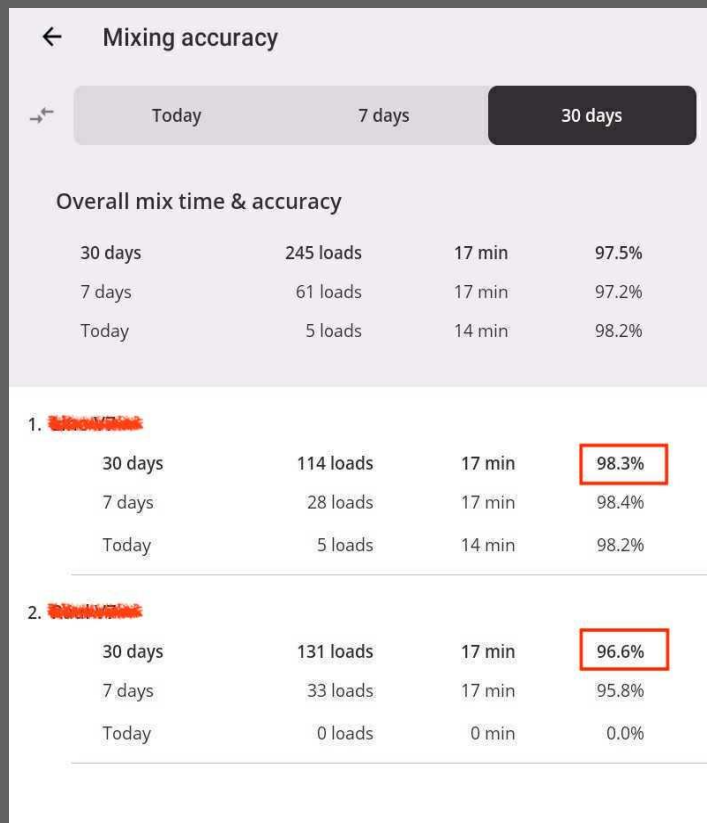 Mixing accuracy
Today 7 days 30 days
Overall mix time & accuracy
30 days 245 loads 17 min 97.5%
7 days 61 loads 17 min 97.2%
Today 5 loads 14 min 98.2%
1.
30 days 114 loads 17 min 98.3%
7 days 28 loads 17 min 98.4%
Today 5 loads 14 min 98.2%
2.
30 days 131 loads 17 min 96.6%
7 days 33 loads 17 min 95.8%
Today 0 loads 0 min 0.0%